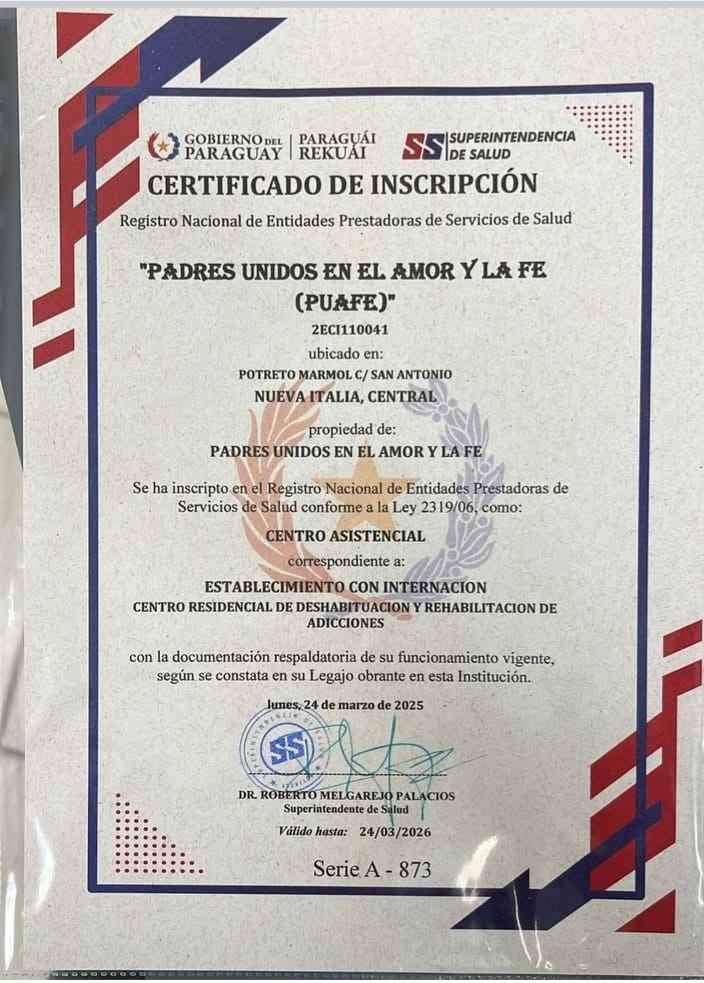 GOBIERNO DEL PARAGUAY | PARAGUÁI REKUÁI
SS SUPERINTENDENCIA DE SALUD
CERTIFICADO DE INSCRIPCIÓN
Registro Nacional de Entidades Prestadoras de Servicios de Salud
"PADRES UNIDOS EN EL AMOR Y LA FE
(PUAFE)"
2ECI110041
ubicado en:
POTRETO MARMOL C/ SAN ANTONIO
NUEVA ITALIA, CENTRAL
propiedad de:
PADRES UNIDOS EN EL AMOR Y LA FE
Se ha inscripto en el Registro Nacional de Entidades Prestadoras de
Servicios de Salud conforme a la Ley 2319/06, como:
CENTRO ASISTENCIAL
correspondiente a:
ESTABLECIMIENTO CON INTERNACION
CENTRO RESIDENCIAL DE DESHABITUACION Y REHABILITACION DE
ADICCIONES
con la documentación respaldatoria de su funcionamiento vigente,
según se constata en su Legajo obrante en esta Institución.
lunes, 24 de marzo de 2025
SUPERINTENDENCIA DE SALUD
SS
DR. ROBERTO MELGAREJO PALACIOS
Superintendente de Salud
Válido hasta: 24/03/2026
Serie A - 873